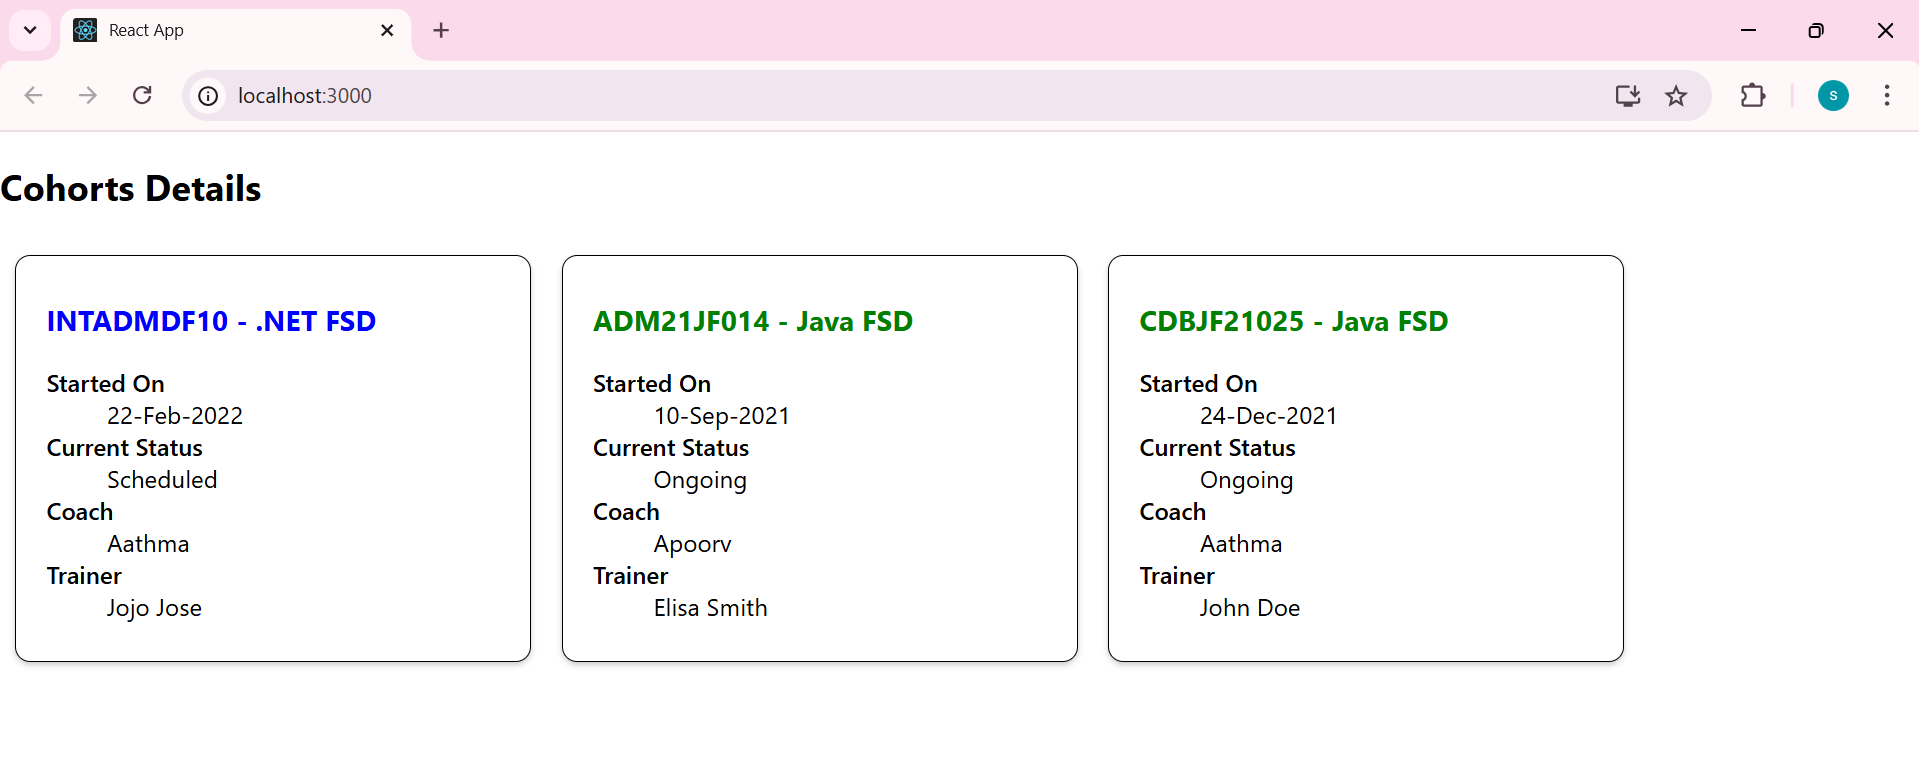 React App
localhost:3000
S
Cohorts Details
INTADMDF10 - .NET FSD
Started On
22-Feb-2022
Current Status
Scheduled
Coach
Aathma
Trainer
Jojo Jose
ADM21JF014 - Java FSD
Started On
10-Sep-2021
Current Status
Ongoing
Coach
Apoorv
Trainer
Elisa Smith
CDBJF21025 - Java FSD
Started On
24-Dec-2021
Current Status
Ongoing
Coach
Aathma
Trainer
John Doe